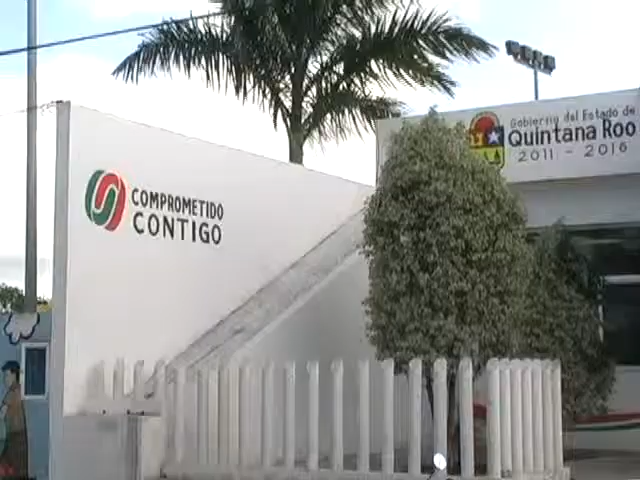 COMPROMETIDO
CONTIGO
Gobierno del Estado de
Quintana Roo
2011 - 2016